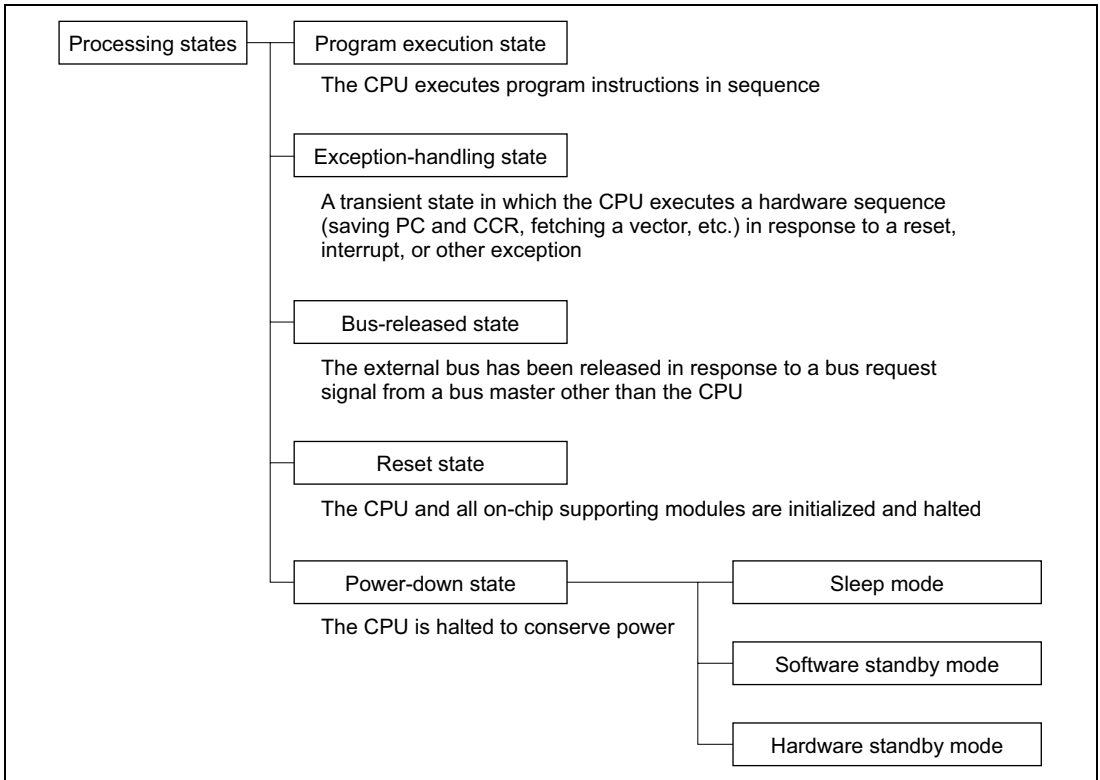 Processing states
Program execution state
The CPU executes program instructions in sequence
Exception-handling state
A transient state in which the CPU executes a hardware sequence
(saving PC and CCR, fetching a vector, etc.) in response to a reset,
interrupt, or other exception
Bus-released state
The external bus has been released in response to a bus request
signal from a bus master other than the CPU
Reset state
The CPU and all on-chip supporting modules are initialized and halted
Power-down state
Sleep mode
The CPU is halted to conserve power
Software standby mode
Hardware standby mode